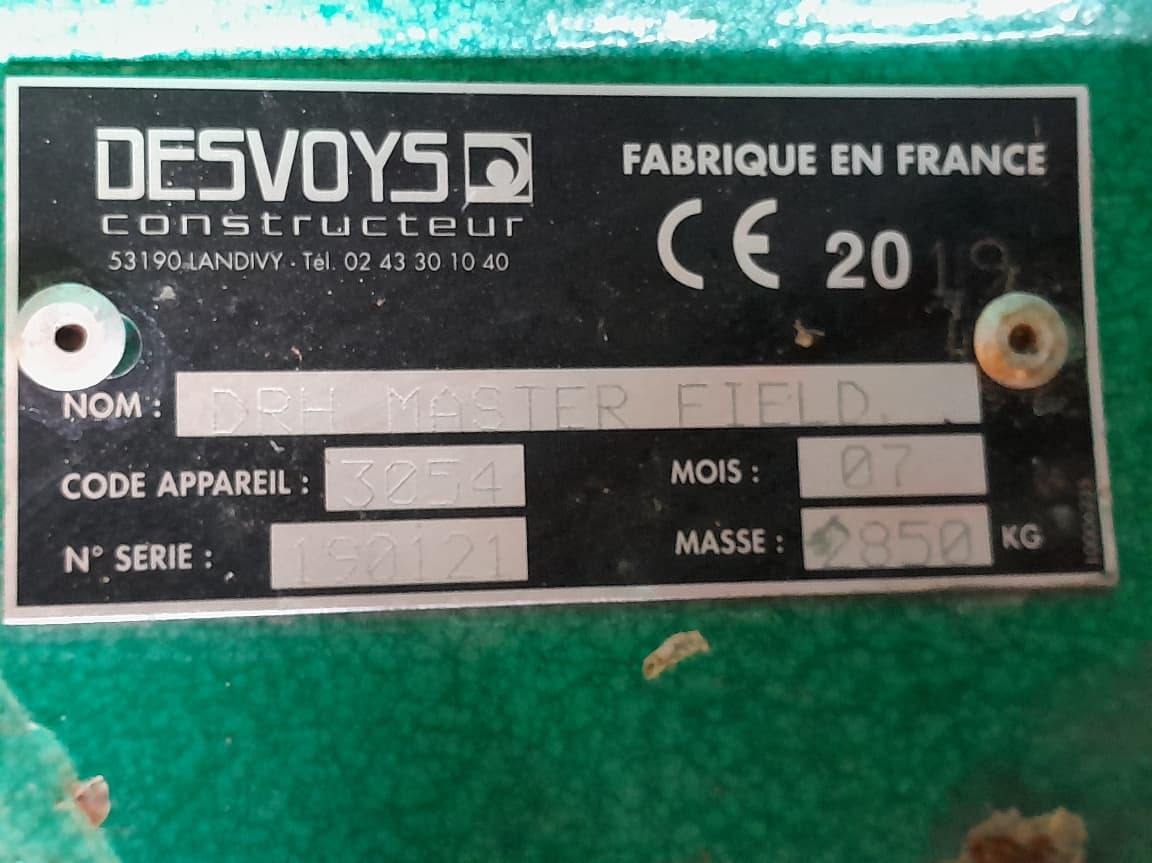 DESVOYS
constructeur
53190 LANDIVY - Tél. 02 43 30 10 40
FABRIQUE EN FRANCE
CE 2019
NOM : DRH MASTER FIELD.
CODE APPAREIL : 3054
MOIS : 07
N° SERIE : 190121
MASSE : 2850 KG